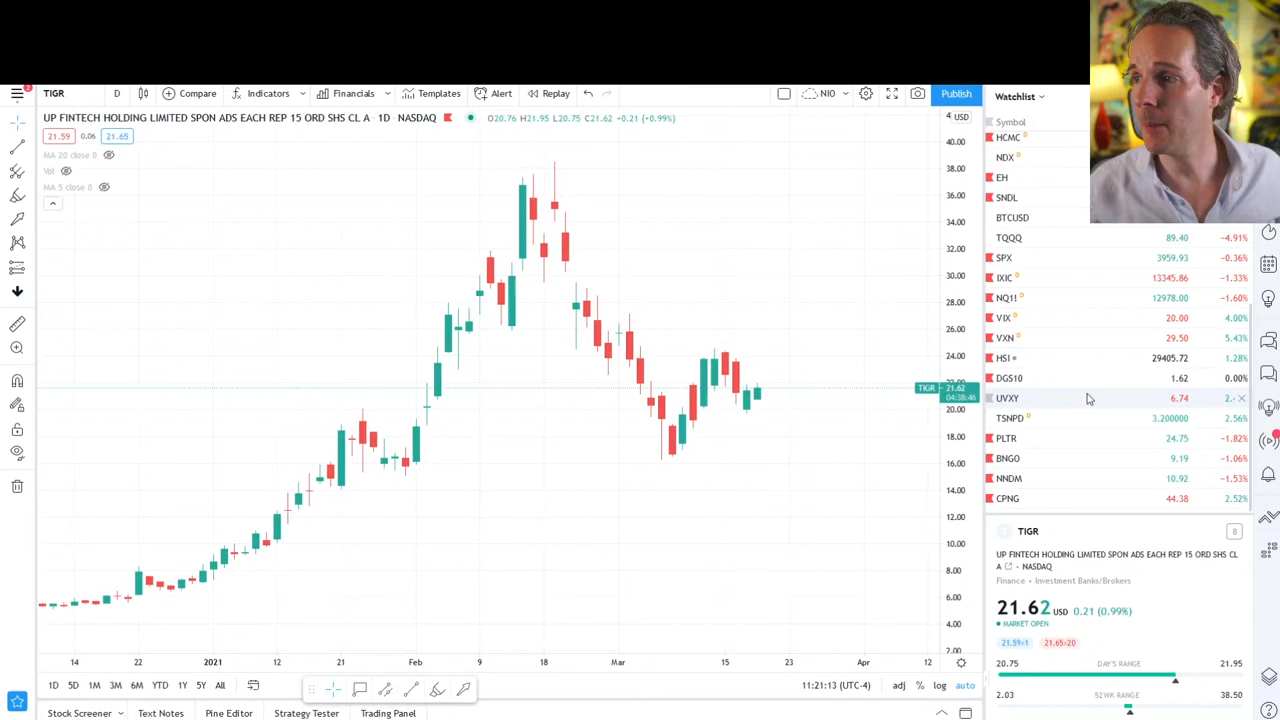 2
TIGR D Compare Indicators Financials Templates Alert Replay NIO Publish
Watchlist
UP FINTECH HOLDING LIMITED SPON ADS EACH REP 15 ORD SHS CL A · 1D · NASDAQ O20.76 H21.95 L20.75 C21.62 +0.21 (+0.99%)
USD
Symbol
21.59 0.06 21.65
MA 20 close 0
Vol
MA 5 close 0
40.00
38.00
36.00
34.00
32.00
30.00
28.00
26.00
24.00
TIGR 21.62
04:38:46
20.00
18.00
16.00
14.00
12.00
10.00
8.00
6.00
4.00
2.00
14 22 2021 12 21 Feb 9 18 Mar 15 23 Apr 12
1D 5D 1M 3M 6M YTD 1Y 5Y All
11:21:13 (UTC-4) adj % log auto
Stock Screener Text Notes Pine Editor Strategy Tester Trading Panel
HCMC D
NDX D
EH
SNDL
BTCUSD
TQQQ 89.40 −4.91%
SPX 3959.93 −0.36%
IXIC D 13345.86 −1.33%
NQ1! D 12978.00 −1.60%
VIX D 20.00 4.00%
VXN D 29.50 5.43%
HSI 29405.72 1.28%
DGS10 1.62 0.00%
UVXY 6.74 2.
TSNPD D 3.200000 2.56%
PLTR 24.75 −1.82%
BNGO 9.19 −1.06%
NNDM 10.92 −1.53%
CPNG 44.38 2.52%
TIGR 8
UP FINTECH HOLDING LIMITED SPON ADS EACH REP 15 ORD SHS CL
A · NASDAQ
Finance · Investment Banks/Brokers
21.62 USD 0.21 (0.99%)
MARKET OPEN
21.59×1 21.65×20
20.75 DAY'S RANGE 21.95
2.03 52WK RANGE 38.50